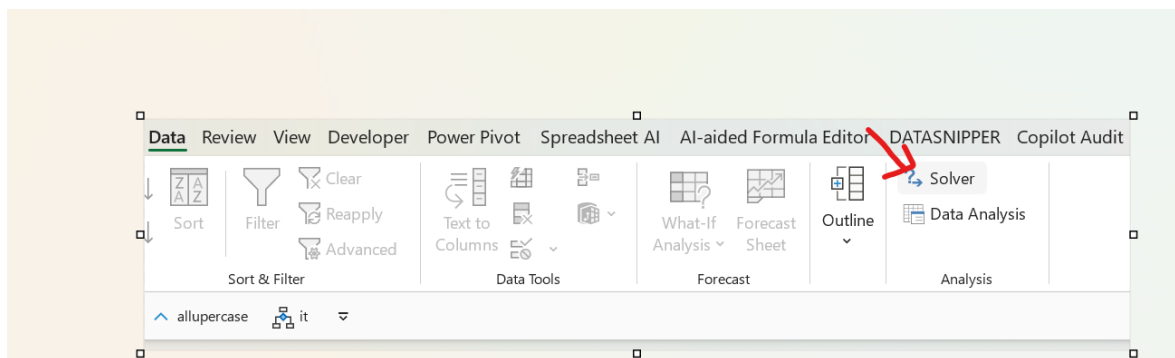 Data Review View Developer Power Pivot Spreadsheet AI AI-aided Formula Editor DATASNIPPER Copilot Audit
Z A
A Z
Sort
Filter
Clear
Reapply
Advanced
Sort & Filter
Text to
Columns
Data Tools
What-If
Analysis
Forecast
Sheet
Forecast
Outline
Solver
Data Analysis
Analysis
allupercase it